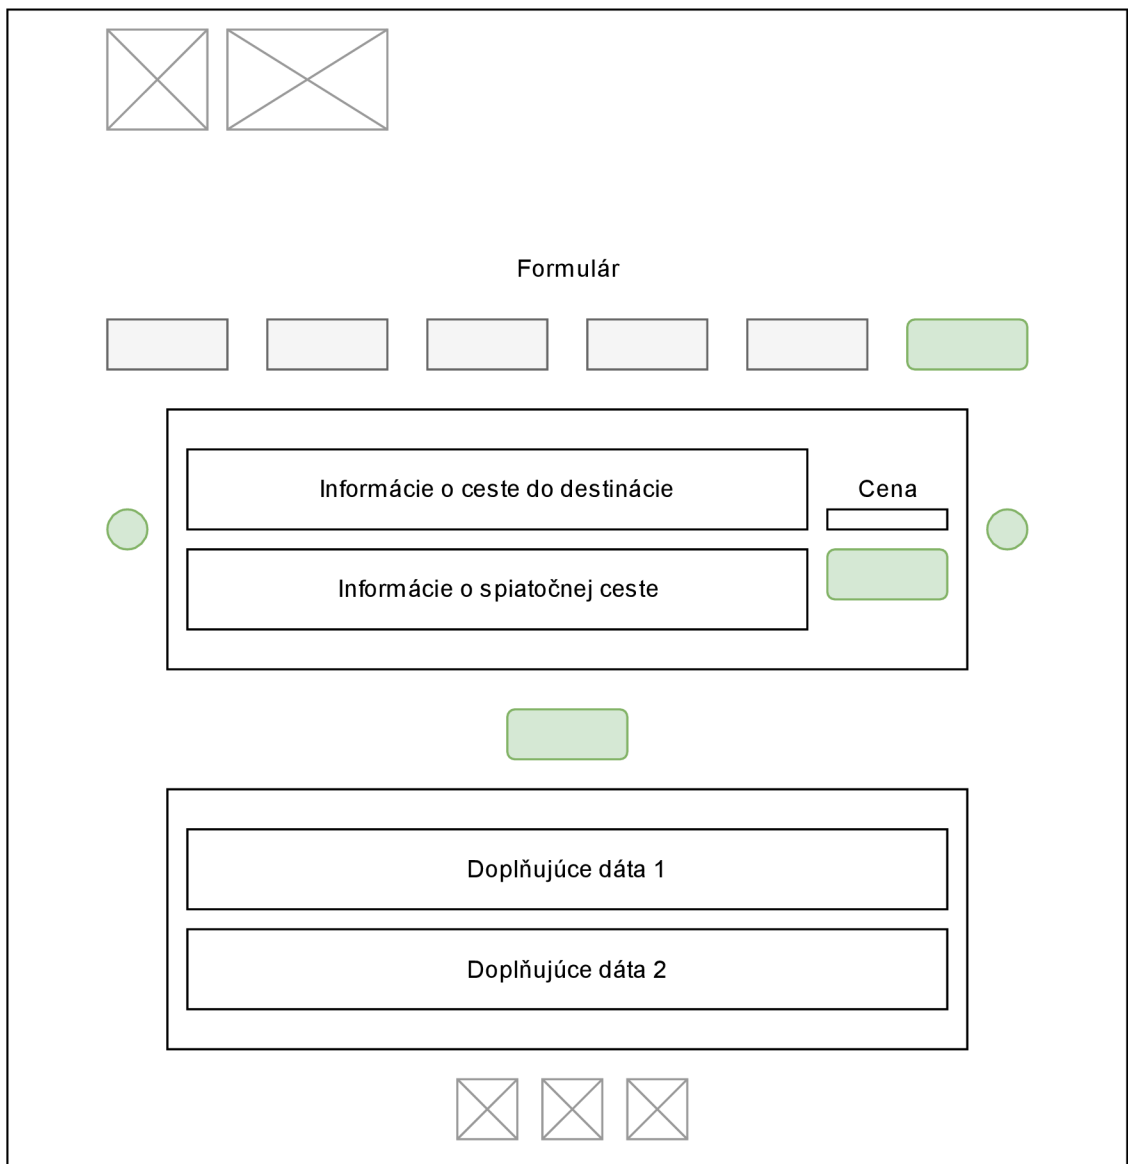 Formulár
Informácie o ceste do destinácie
Cena
Informácie o spiatočnej ceste
Doplňujúce dáta 1
Doplňujúce dáta 2